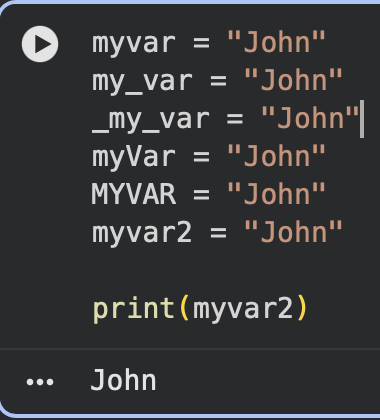 myvar = "John"
my_var = "John"
_my_var = "John"
myVar = "John"
MYVAR = "John"
myvar2 = "John"
print(myvar2)
John